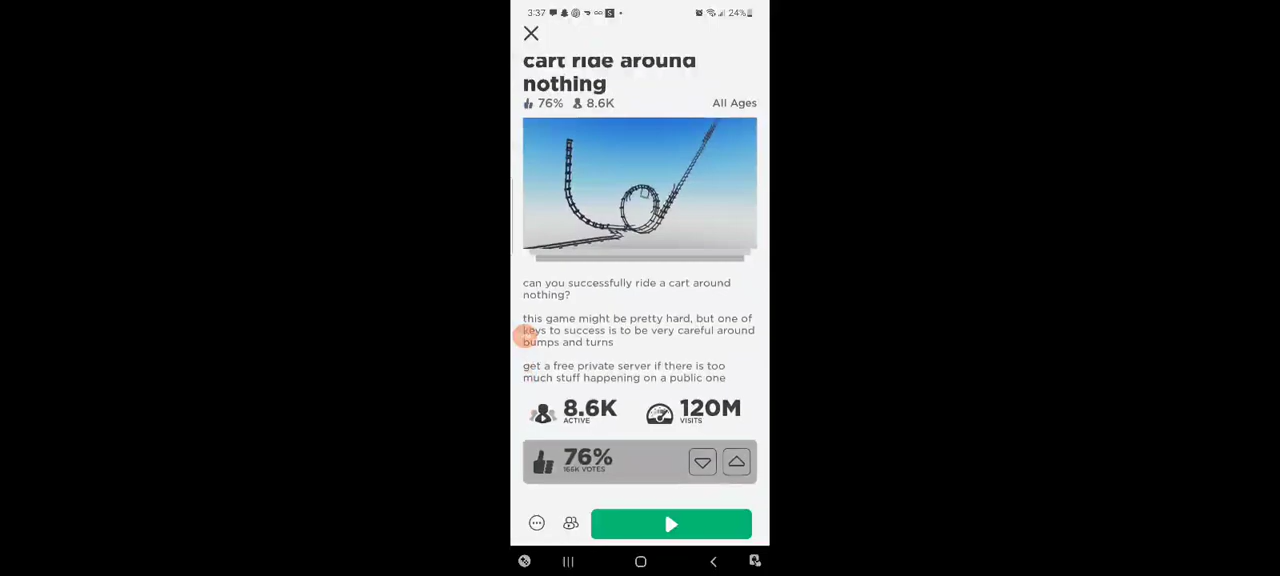 3:37
24%
cart ride around
nothing
76% 8.6K All Ages
can you successfully ride a cart around
nothing?
this game might be pretty hard, but one of
keys to success is to be very careful around
bumps and turns
get a free private server if there is too
much stuff happening on a public one
8.6K
ACTIVE
120M
VISITS
76%
166K VOTES